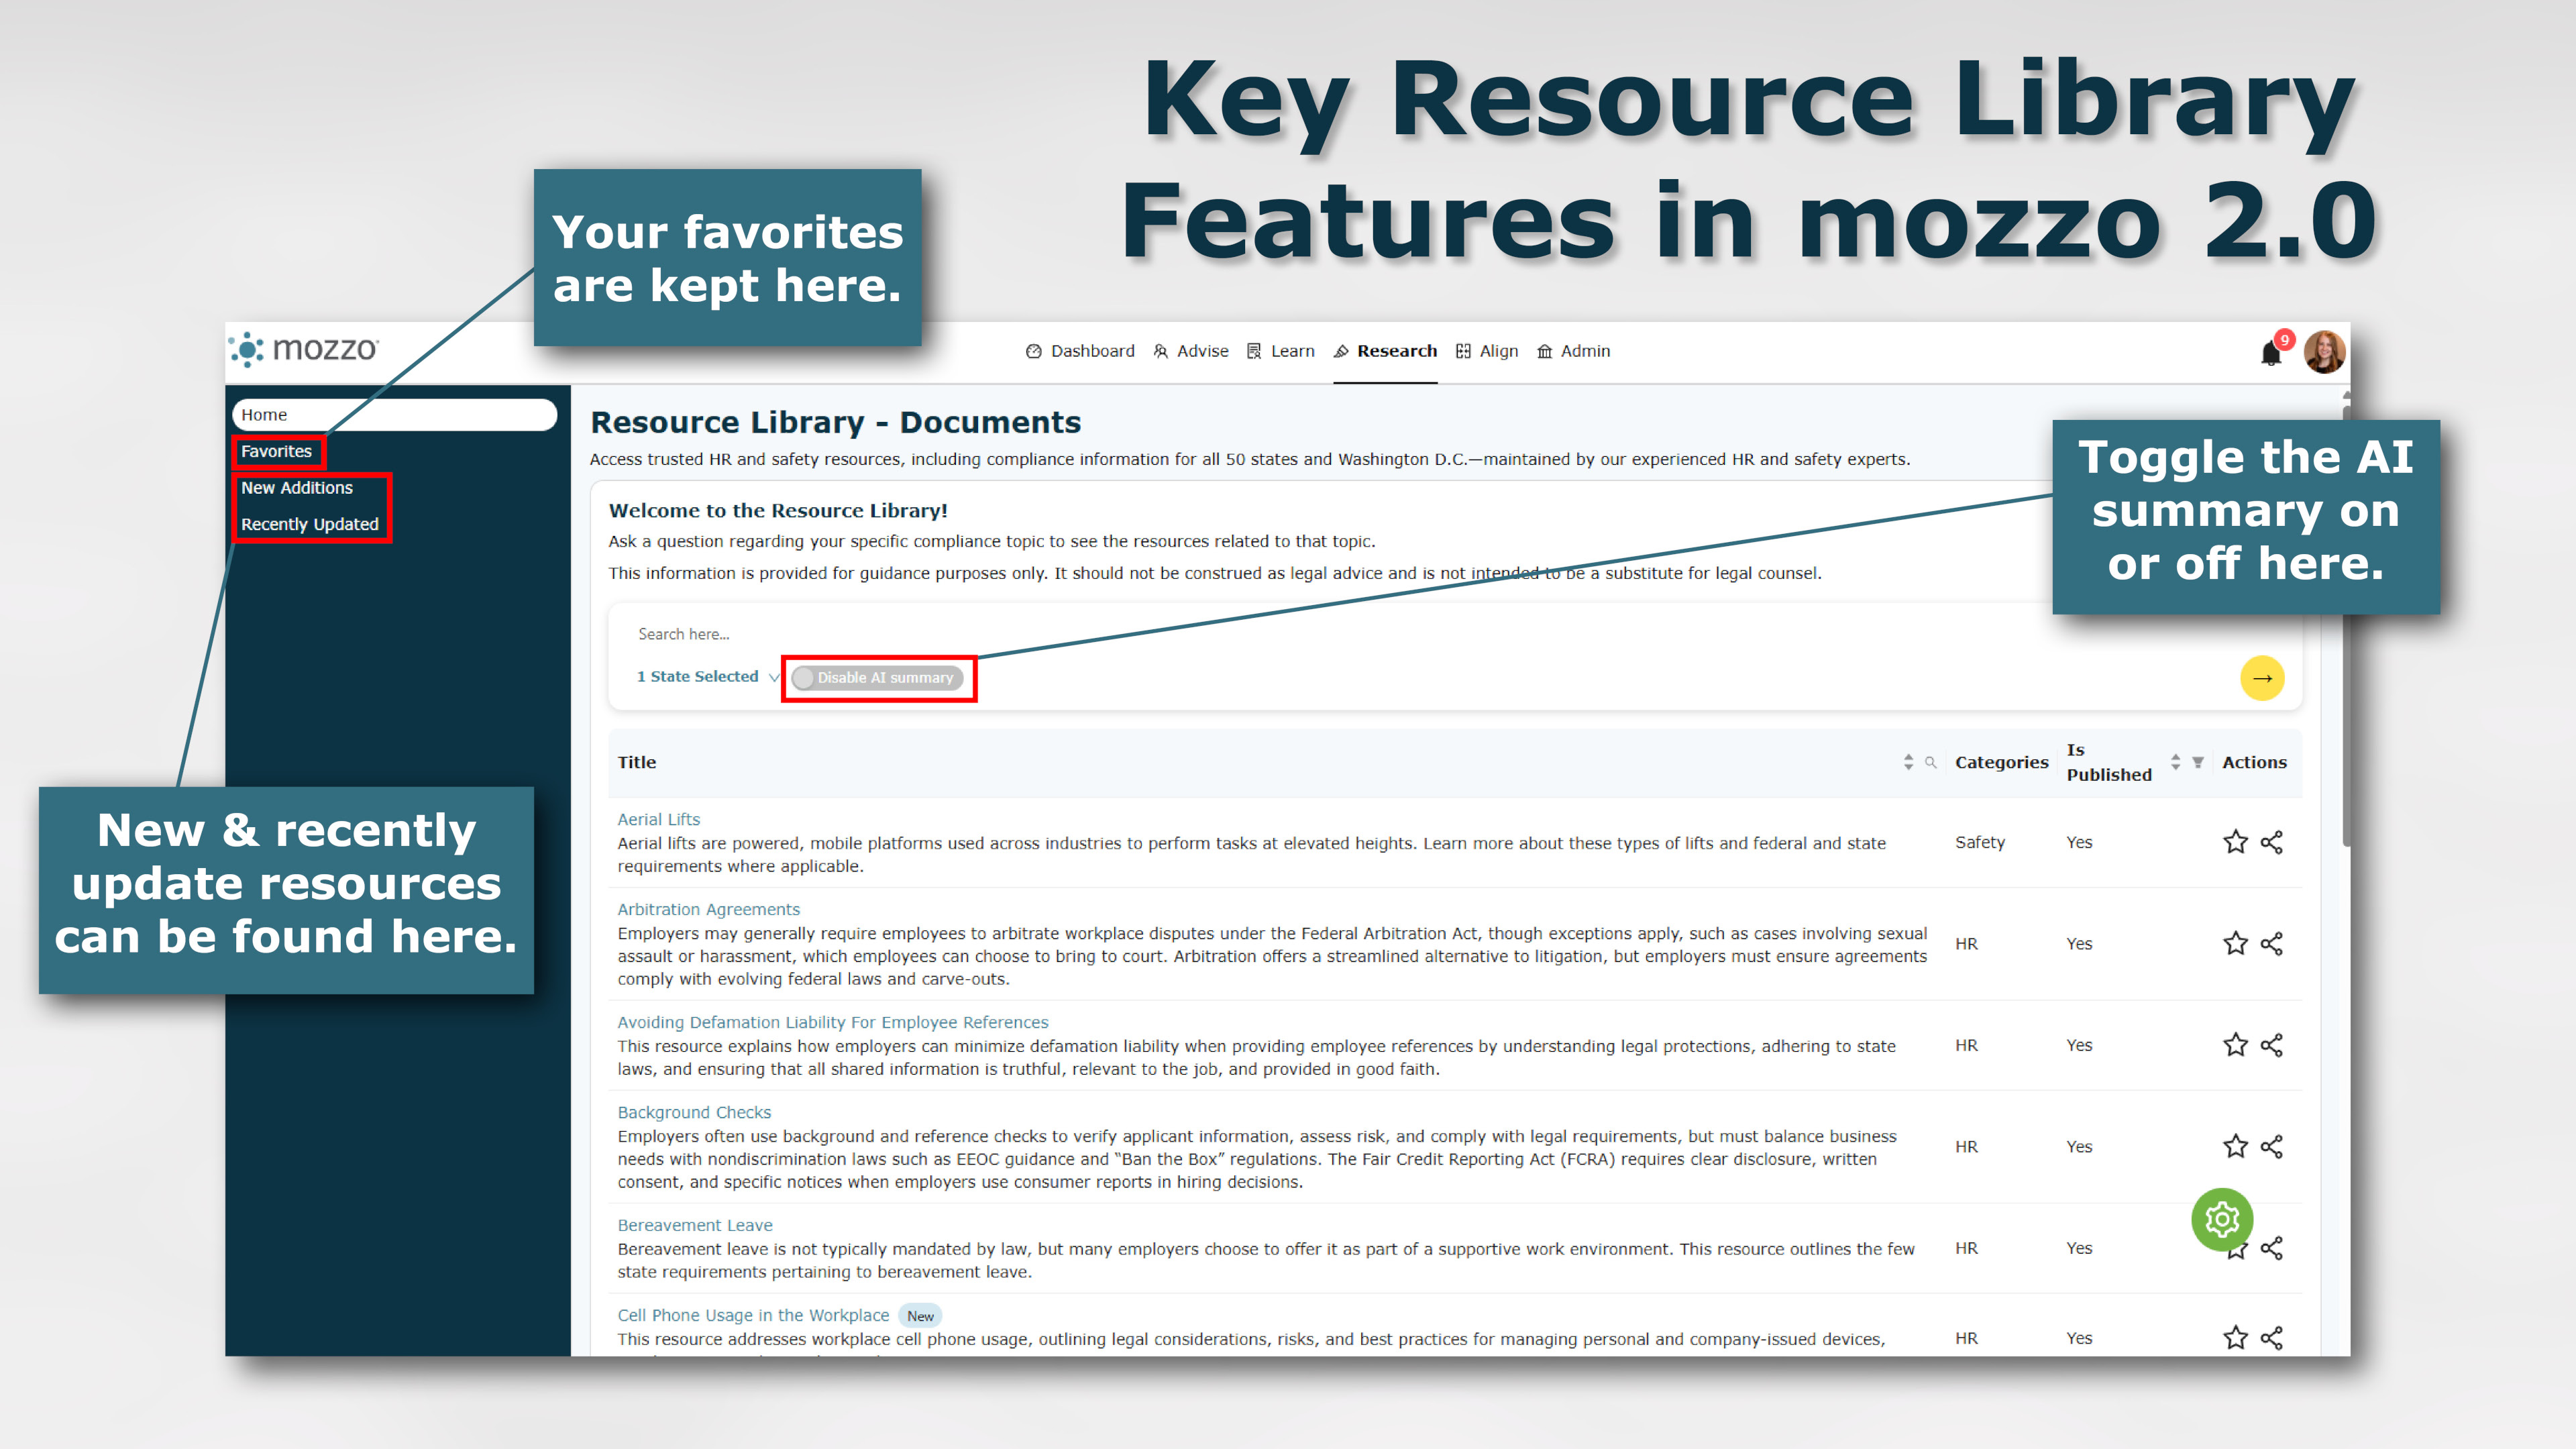 Key Resource Library
Features in mozzo 2.0
Your favorites
are kept here.
mozzo
Dashboard
Advise
Learn
Research
Align
Admin
9
Home
Favorites
New Additions
Recently Updated
Resource Library - Documents
Access trusted HR and safety resources, including compliance information for all 50 states and Washington D.C.—maintained by our experienced HR and safety experts.
Toggle the AI
summary on
or off here.
Welcome to the Resource Library!
Ask a question regarding your specific compliance topic to see the resources related to that topic.
This information is provided for guidance purposes only. It should not be construed as legal advice and is not intended to be a substitute for legal counsel.
Search here...
1 State Selected
Disable AI summary
→
New & recently
update resources
can be found here.
Title
Categories
Is
Published
Actions
Aerial Lifts
Aerial lifts are powered, mobile platforms used across industries to perform tasks at elevated heights. Learn more about these types of lifts and federal and state
requirements where applicable.
Safety
Yes
Arbitration Agreements
Employers may generally require employees to arbitrate workplace disputes under the Federal Arbitration Act, though exceptions apply, such as cases involving sexual
assault or harassment, which employees can choose to bring to court. Arbitration offers a streamlined alternative to litigation, but employers must ensure agreements
comply with evolving federal laws and carve-outs.
HR
Yes
Avoiding Defamation Liability For Employee References
This resource explains how employers can minimize defamation liability when providing employee references by understanding legal protections, adhering to state
laws, and ensuring that all shared information is truthful, relevant to the job, and provided in good faith.
HR
Yes
Background Checks
Employers often use background and reference checks to verify applicant information, assess risk, and comply with legal requirements, but must balance business
needs with nondiscrimination laws such as EEOC guidance and “Ban the Box” regulations. The Fair Credit Reporting Act (FCRA) requires clear disclosure, written
consent, and specific notices when employers use consumer reports in hiring decisions.
HR
Yes
Bereavement Leave
Bereavement leave is not typically mandated by law, but many employers choose to offer it as part of a supportive work environment. This resource outlines the few
state requirements pertaining to bereavement leave.
HR
Yes
Cell Phone Usage in the Workplace
New
This resource addresses workplace cell phone usage, outlining legal considerations, risks, and best practices for managing personal and company-issued devices,
HR
Yes